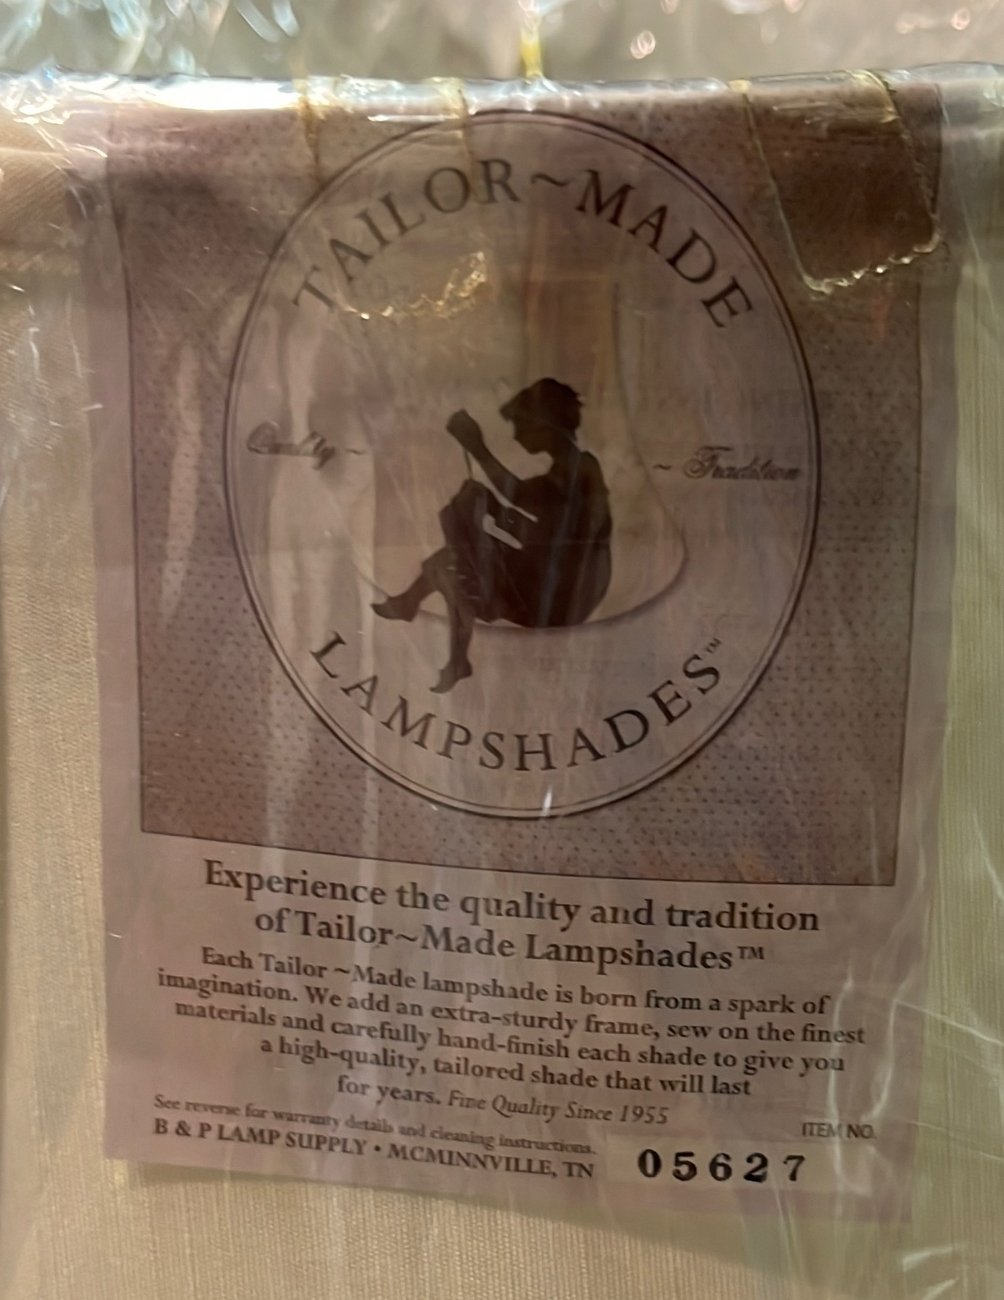 TAILOR~MADE
Quality ~
~ Tradition
LAMPSHADES™
Experience the quality and tradition
of Tailor~Made Lampshades™
Each Tailor ~Made lampshade is born from a spark of
imagination. We add an extra-sturdy frame, sew on the finest
materials and carefully hand-finish each shade to give you
a high-quality, tailored shade that will last
for years. Fine Quality Since 1955
See reverse for warranty details and cleaning instructions.
B & P LAMP SUPPLY • MCMINNVILLE, TN
ITEM NO.
05627